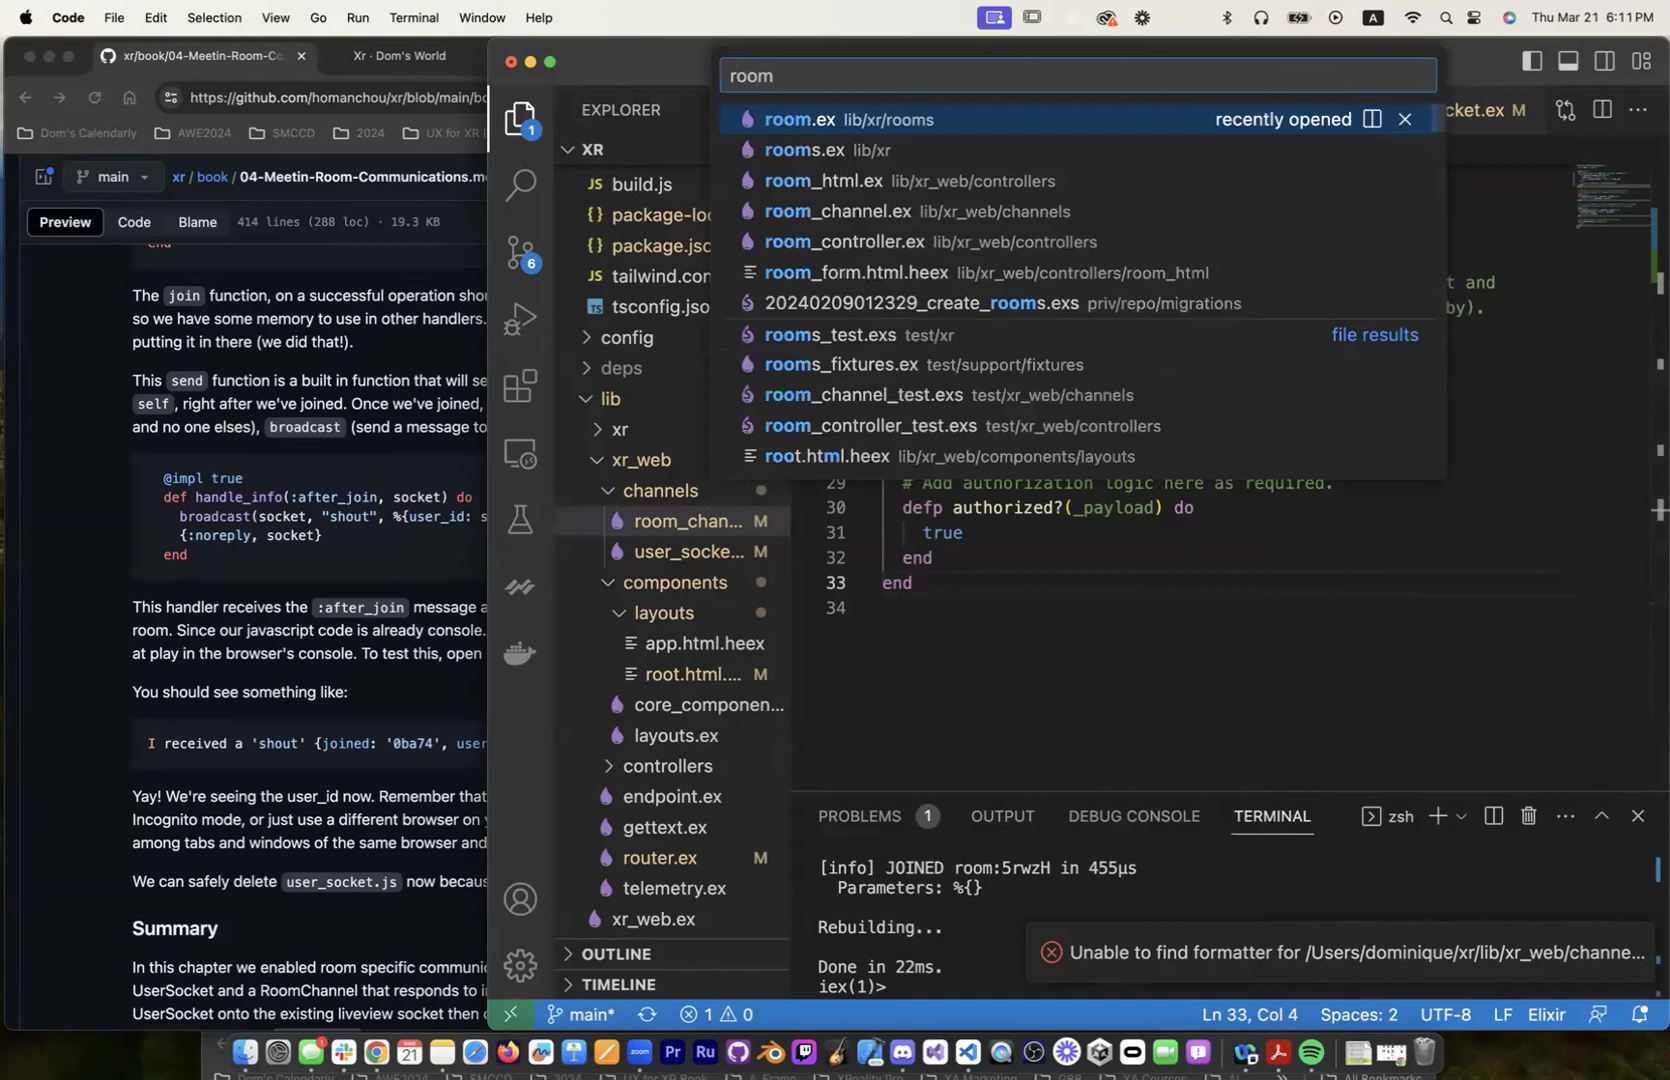 Code File Edit Selection View Go Run Terminal Window Help
A Thu Mar 21 6:11 PM
xr/book/04-Meetin-Room-Co
Xr · Dom's World
https://github.com/homanchou/xr/blob/main/bo
Dom's Calendarly AWE2024 SMCCD 2024 UX for XR
main xr / book / 04-Meetin-Room-Communications.m
Preview Code Blame 414 lines (288 loc) · 19.3 KB
end
The join function, on a successful operation sho
so we have some memory to use in other handlers.
putting it in there (we did that!).
This send function is a built in function that will se
self, right after we've joined. Once we've joined,
and no one elses), broadcast (send a message to
@impl true
def handle_info(:after_join, socket) do
broadcast(socket, "shout", %{user_id: s
{:noreply, socket}
end
This handler receives the :after_join message a
room. Since our javascript code is already console.
at play in the browser's console. To test this, open
You should see something like:
I received a 'shout' {joined: '0ba74', user
Yay! We're seeing the user_id now. Remember that
Incognito mode, or just use a different browser on
among tabs and windows of the same browser and
We can safely delete user_socket.js now becaus
Summary
In this chapter we enabled room specific communic
UserSocket and a RoomChannel that responds to i
UserSocket onto the existing liveview socket then c
1
6
EXPLORER
XR
build.js
package-loc
package.jso
tailwind.con
tsconfig.jso
config
deps
lib
xr
xr_web
channels
room_chan... M
user_socke... M
components
layouts
app.html.heex
root.html.... M
core_componen...
layouts.ex
controllers
endpoint.ex
gettext.ex
router.ex M
telemetry.ex
xr_web.ex
OUTLINE
TIMELINE
room
room.ex lib/xr/rooms recently opened
rooms.ex lib/xr
room_html.ex lib/xr_web/controllers
room_channel.ex lib/xr_web/channels
room_controller.ex lib/xr_web/controllers
room_form.html.heex lib/xr_web/controllers/room_html
20240209012329_create_rooms.exs priv/repo/migrations
rooms_test.exs test/xr file results
rooms_fixtures.ex test/support/fixtures
room_channel_test.exs test/xr_web/channels
room_controller_test.exs test/xr_web/controllers
root.html.heex lib/xr_web/components/layouts
cket.ex M
t and
by).
29 # Add authorization logic here as required.
30 defp authorized?(_payload) do
31 true
32 end
33 end
34
PROBLEMS 1 OUTPUT DEBUG CONSOLE TERMINAL zsh
[info] JOINED room:5rwzH in 455µs
Parameters: %{}
Rebuilding...
Done in 22ms.
iex(1)>
Unable to find formatter for /Users/dominique/xr/lib/xr_web/channe...
main* 1 0 Ln 33, Col 4 Spaces: 2 UTF-8 LF Elixir